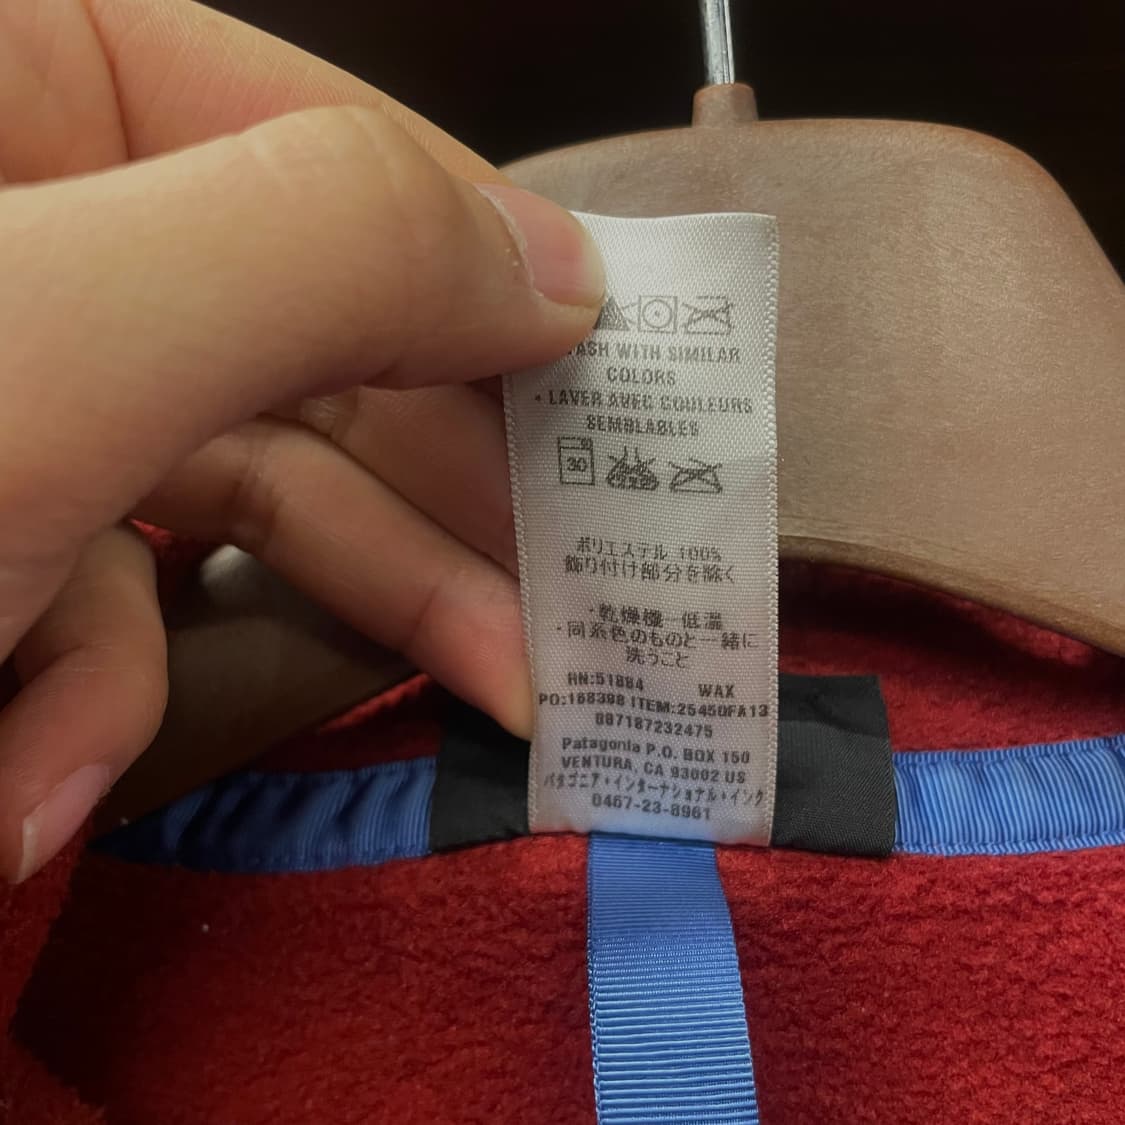 WASH WITH SIMILAR
COLORS
• LAVER AVEC COULEURS
SEMBLABLES
30
ポリエステル 100%
飾り付け部分を除く
・乾燥機 低温
・同系色のものと一緒に
洗うこと
RN:51884 WAX
PO:168398 ITEM:25450FA13
887187232475
Patagonia P.O. BOX 150
VENTURA, CA 93002 US
パタゴニア・インターナショナル・インク
0467-23-8961